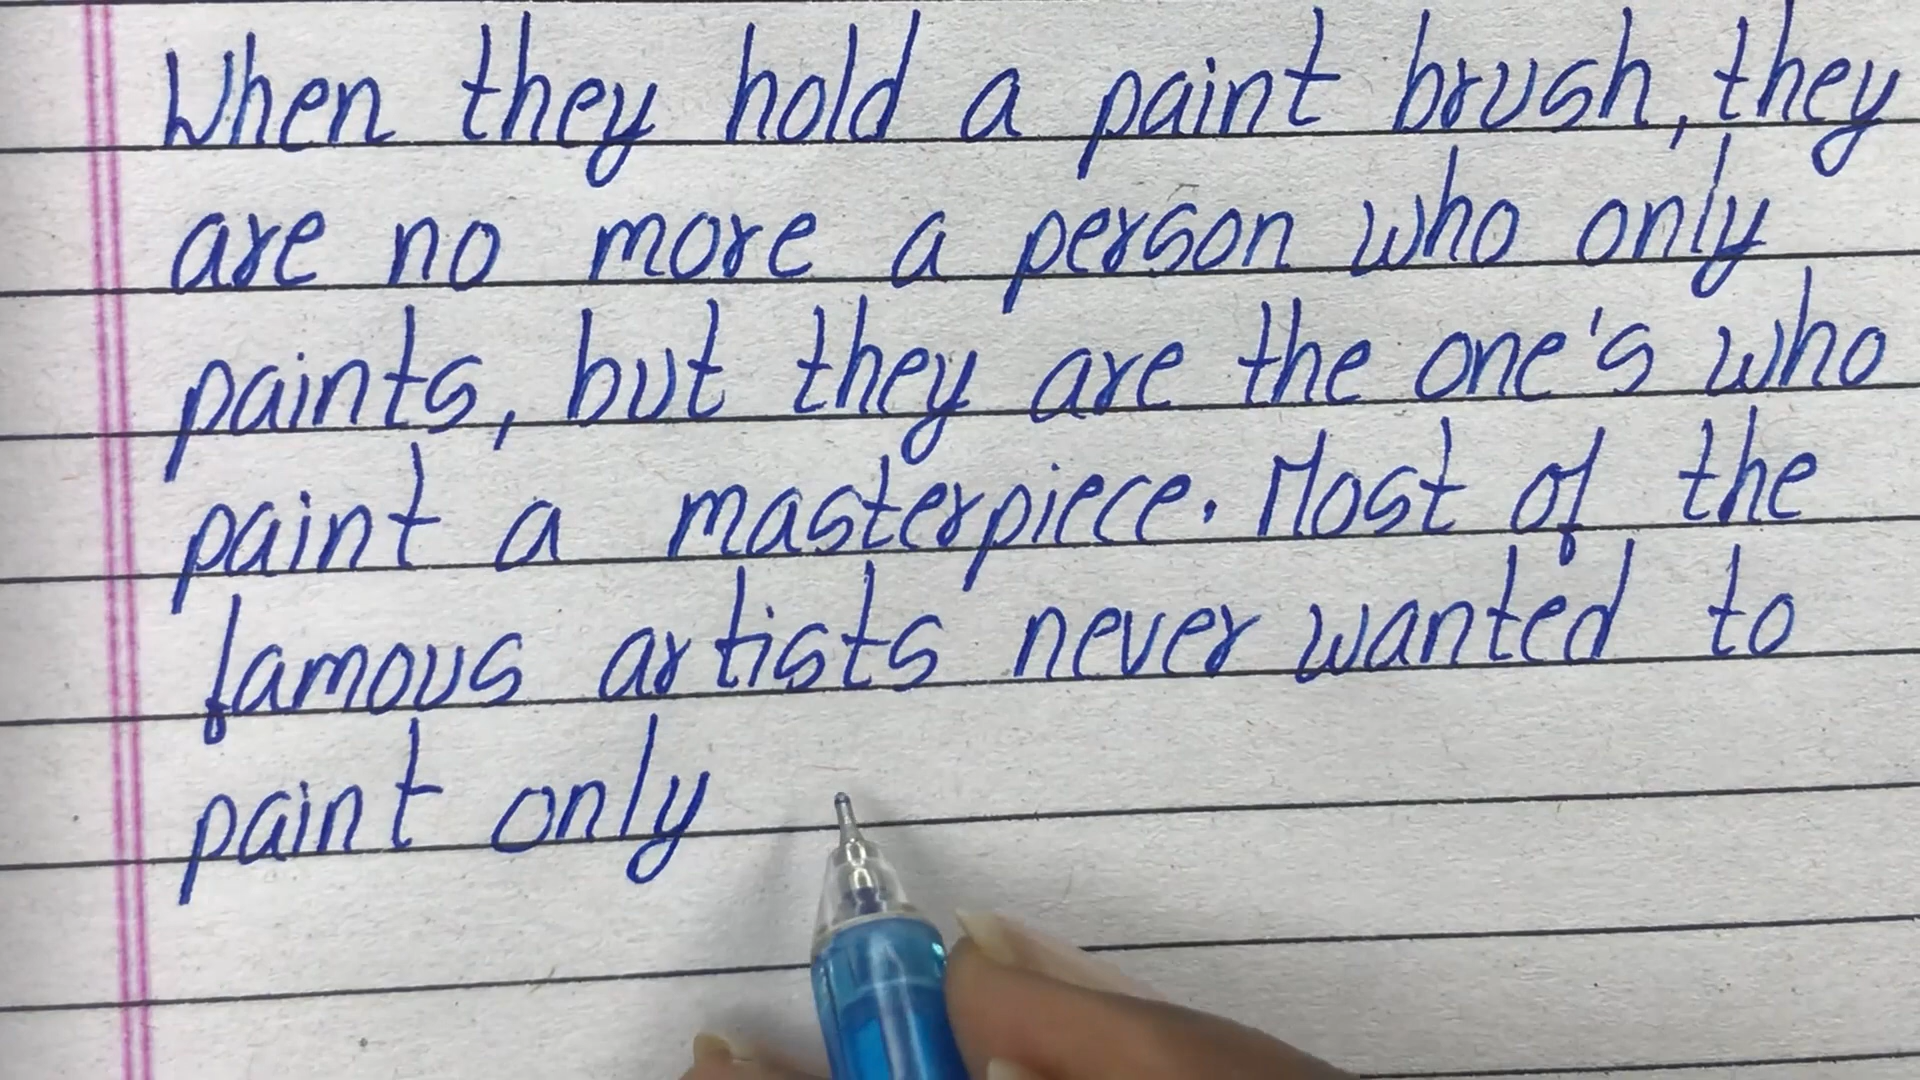 When they hold a paint brush, they
are no more a person who only
paints, but they are the one's who
paint a masterpiece. Most of the
famous artists never wanted to
paint only